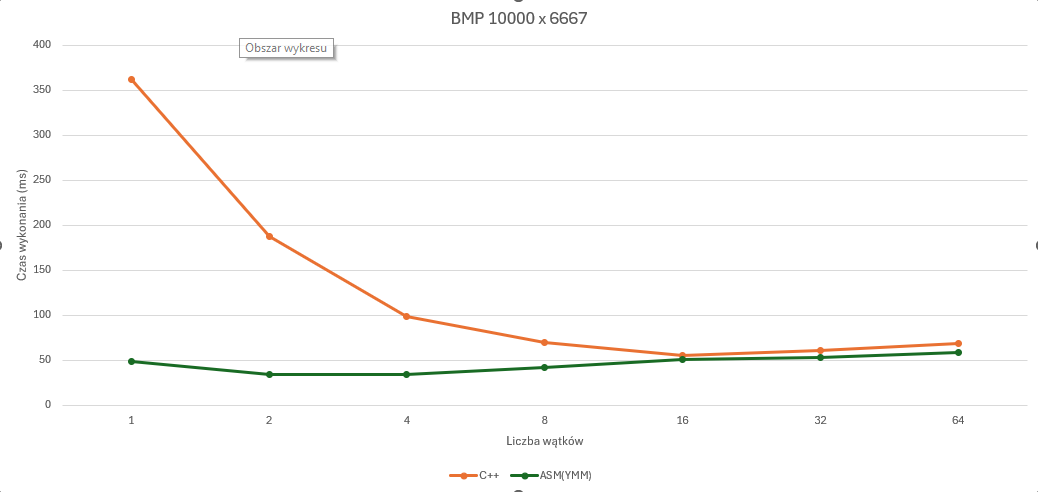 BMP 10000 x 6667
Obszar wykresu
400
350
300
250
200
150
100
50
0
Czas wykonania (ms)
1 2 4 8 16 32 64
Liczba wątków
C++ ASM(YMM)